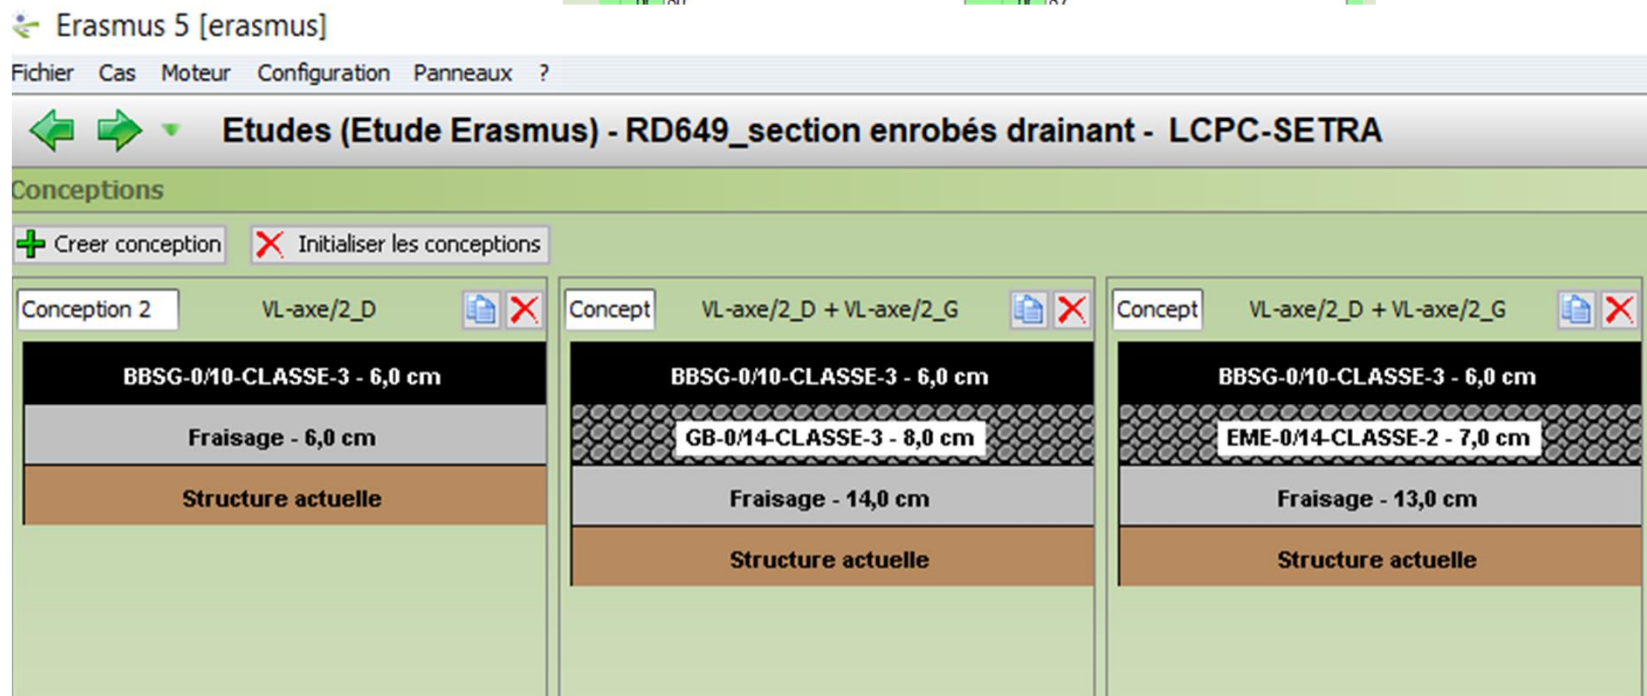 Erasmus 5 [erasmus]
Fichier Cas Moteur Configuration Panneaux ?
Etudes (Etude Erasmus) - RD649_section enrobés drainant - LCPC-SETRA
Conceptions
Creer conception Initialiser les conceptions
Conception 2 VL-axe/2_D
BBSG-0/10-CLASSE-3 - 6,0 cm
Fraisage - 6,0 cm
Structure actuelle
Concept VL-axe/2_D + VL-axe/2_G
BBSG-0/10-CLASSE-3 - 6,0 cm
GB-0/14-CLASSE-3 - 8,0 cm
Fraisage - 14,0 cm
Structure actuelle
Concept VL-axe/2_D + VL-axe/2_G
BBSG-0/10-CLASSE-3 - 6,0 cm
EME-0/14-CLASSE-2 - 7,0 cm
Fraisage - 13,0 cm
Structure actuelle